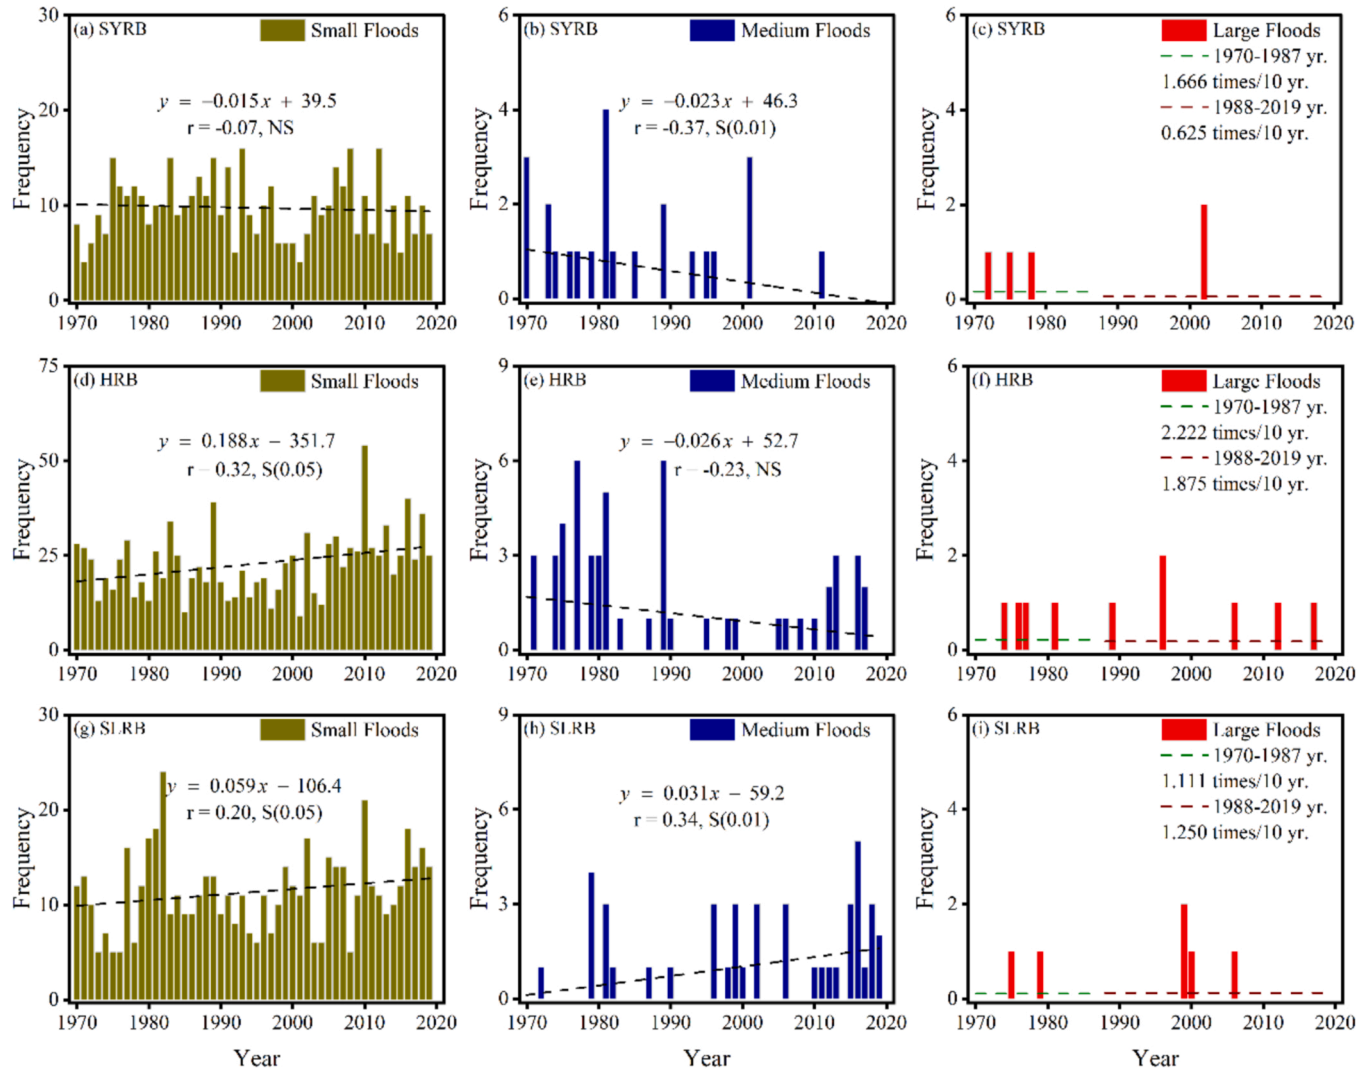 (a) SYRB
Small Floods
y = −0.015x + 39.5
r = -0.07, NS
Frequency
30
20
10
0
1970 1980 1990 2000 2010 2020
(b) SYRB
Medium Floods
y = −0.023x + 46.3
r = -0.37, S(0.01)
Frequency
6
4
2
0
1970 1980 1990 2000 2010 2020
(c) SYRB
Large Floods
1970-1987 yr.
1.666 times/10 yr.
1988-2019 yr.
0.625 times/10 yr.
Frequency
6
4
2
0
1970 1980 1990 2000 2010 2020
(d) HRB
Small Floods
y = 0.188x − 351.7
r = 0.32, S(0.05)
Frequency
75
50
25
0
1970 1980 1990 2000 2010 2020
(e) HRB
Medium Floods
y = −0.026x + 52.7
r = -0.23, NS
Frequency
9
6
3
0
1970 1980 1990 2000 2010 2020
(f) HRB
Large Floods
1970-1987 yr.
2.222 times/10 yr.
1988-2019 yr.
1.875 times/10 yr.
Frequency
6
4
2
0
1970 1980 1990 2000 2010 2020
(g) SLRB
Small Floods
y = 0.059x − 106.4
r = 0.20, S(0.05)
Frequency
30
20
10
0
1970 1980 1990 2000 2010 2020
Year
(h) SLRB
Medium Floods
y = 0.031x − 59.2
r = 0.34, S(0.01)
Frequency
9
6
3
0
1970 1980 1990 2000 2010 2020
Year
(i) SLRB
Large Floods
1970-1987 yr.
1.111 times/10 yr.
1988-2019 yr.
1.250 times/10 yr.
Frequency
6
4
2
0
1970 1980 1990 2000 2010 2020
Year